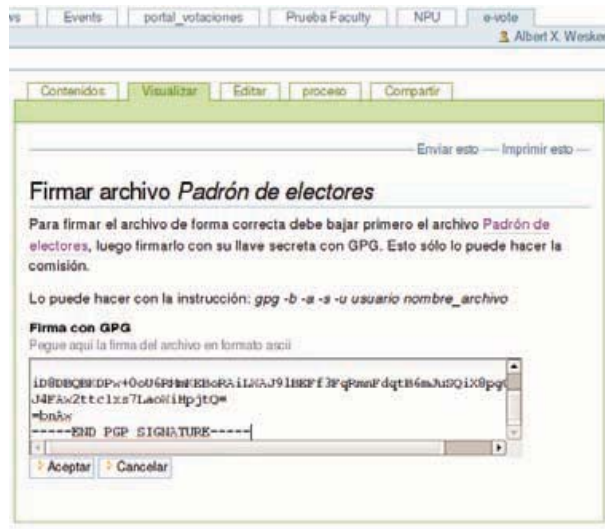 Events portal_votaciones Prueba Faculty NPU e-vote
Albert X. Wesker
Contenidos Visualizar Editar proceso Compartir
Enviar esto — Imprimir esto —
Firmar archivo Padrón de electores
Para firmar el archivo de forma correcta debe bajar primero el archivo Padrón de
electores, luego firmarlo con su llave secreta con GPG. Esto sólo lo puede hacer la
comisión.
Lo puede hacer con la instrucción: gpg -b -a -s -u usuario nombre_archivo
Firma con GPG
Pegue aqui la firma del archivo en formato ascii
=bnAx
-----END PGP SIGNATURE-----
Aceptar Cancelar